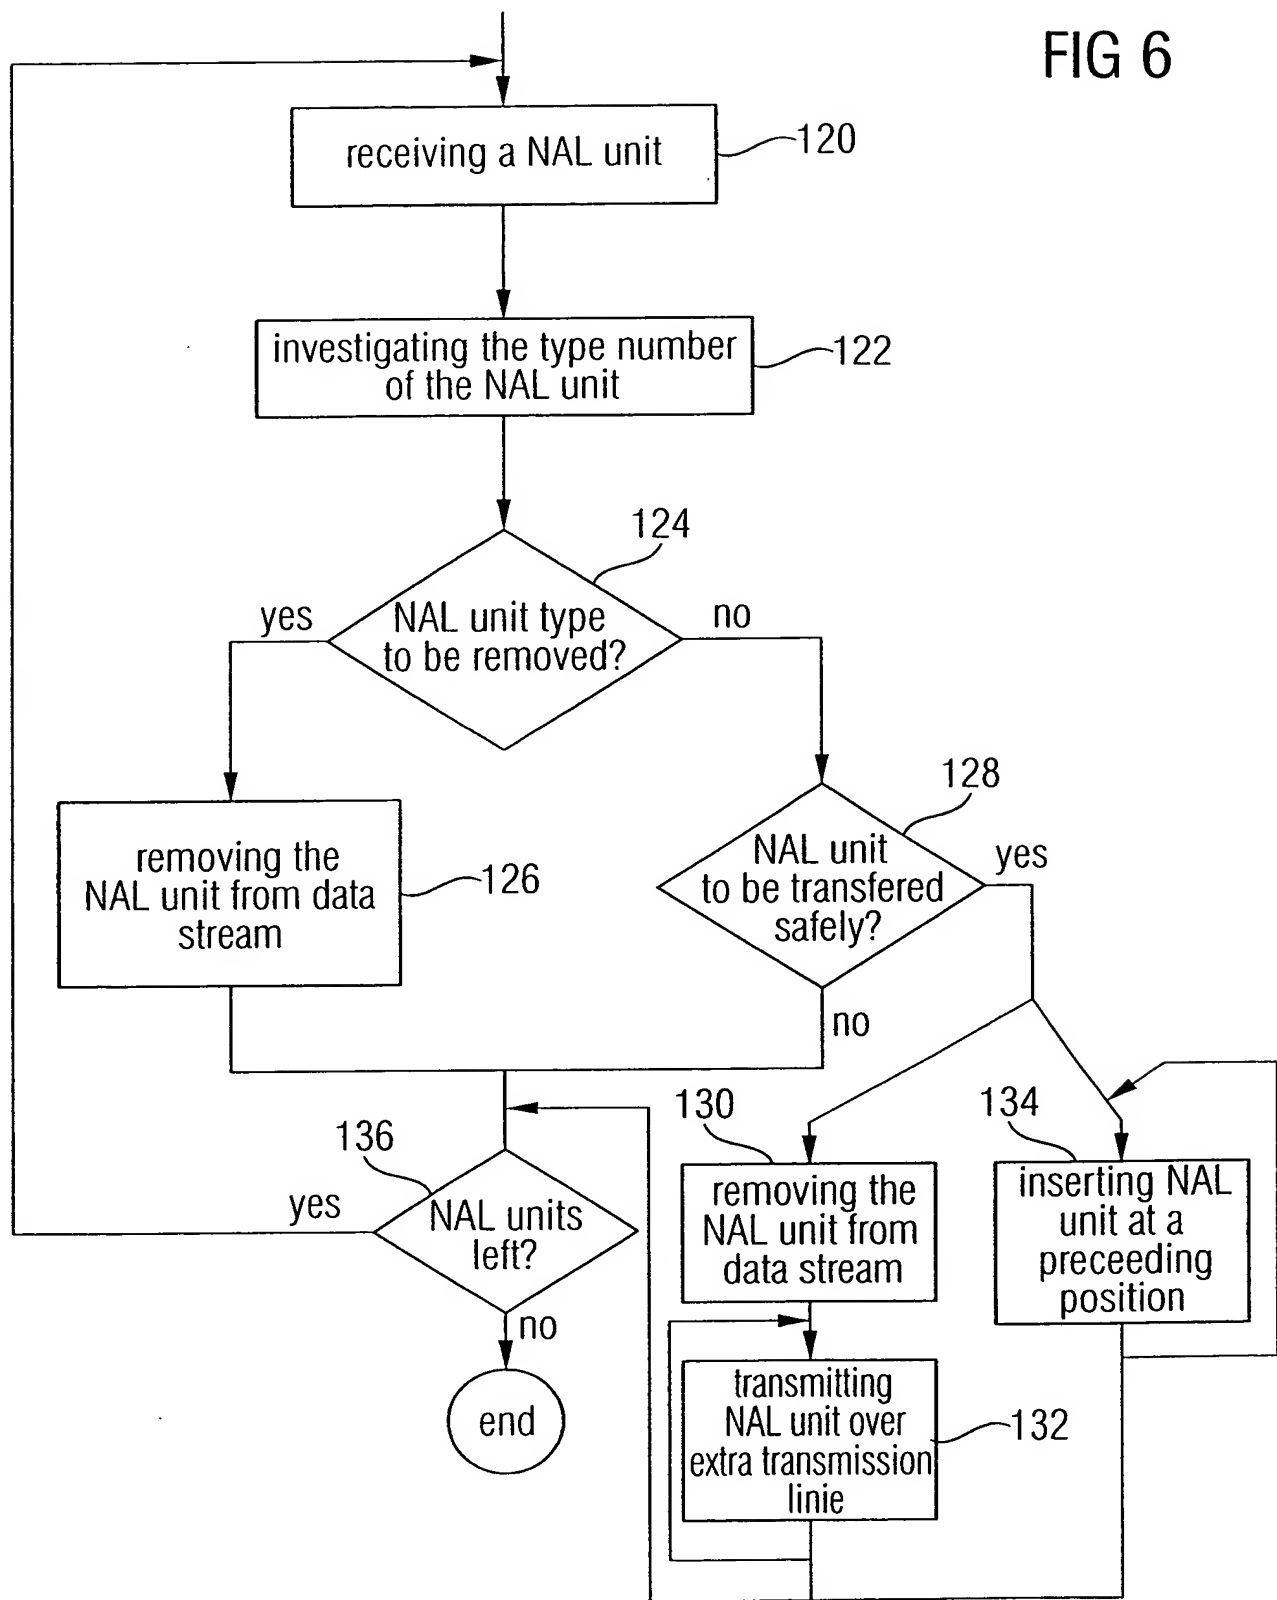 FIG 6
receiving a NAL unit
120
investigating the type number
of the NAL unit
122
124
NAL unit type
to be removed?
yes
no
128
NAL unit
to be transfered
safely?
yes
no
removing the
NAL unit from data
stream
126
130
removing the
NAL unit from
data stream
134
inserting NAL
unit at a
preceeding
position
136
NAL units
left?
yes
no
end
transmitting
NAL unit over
extra transmission
linie
132